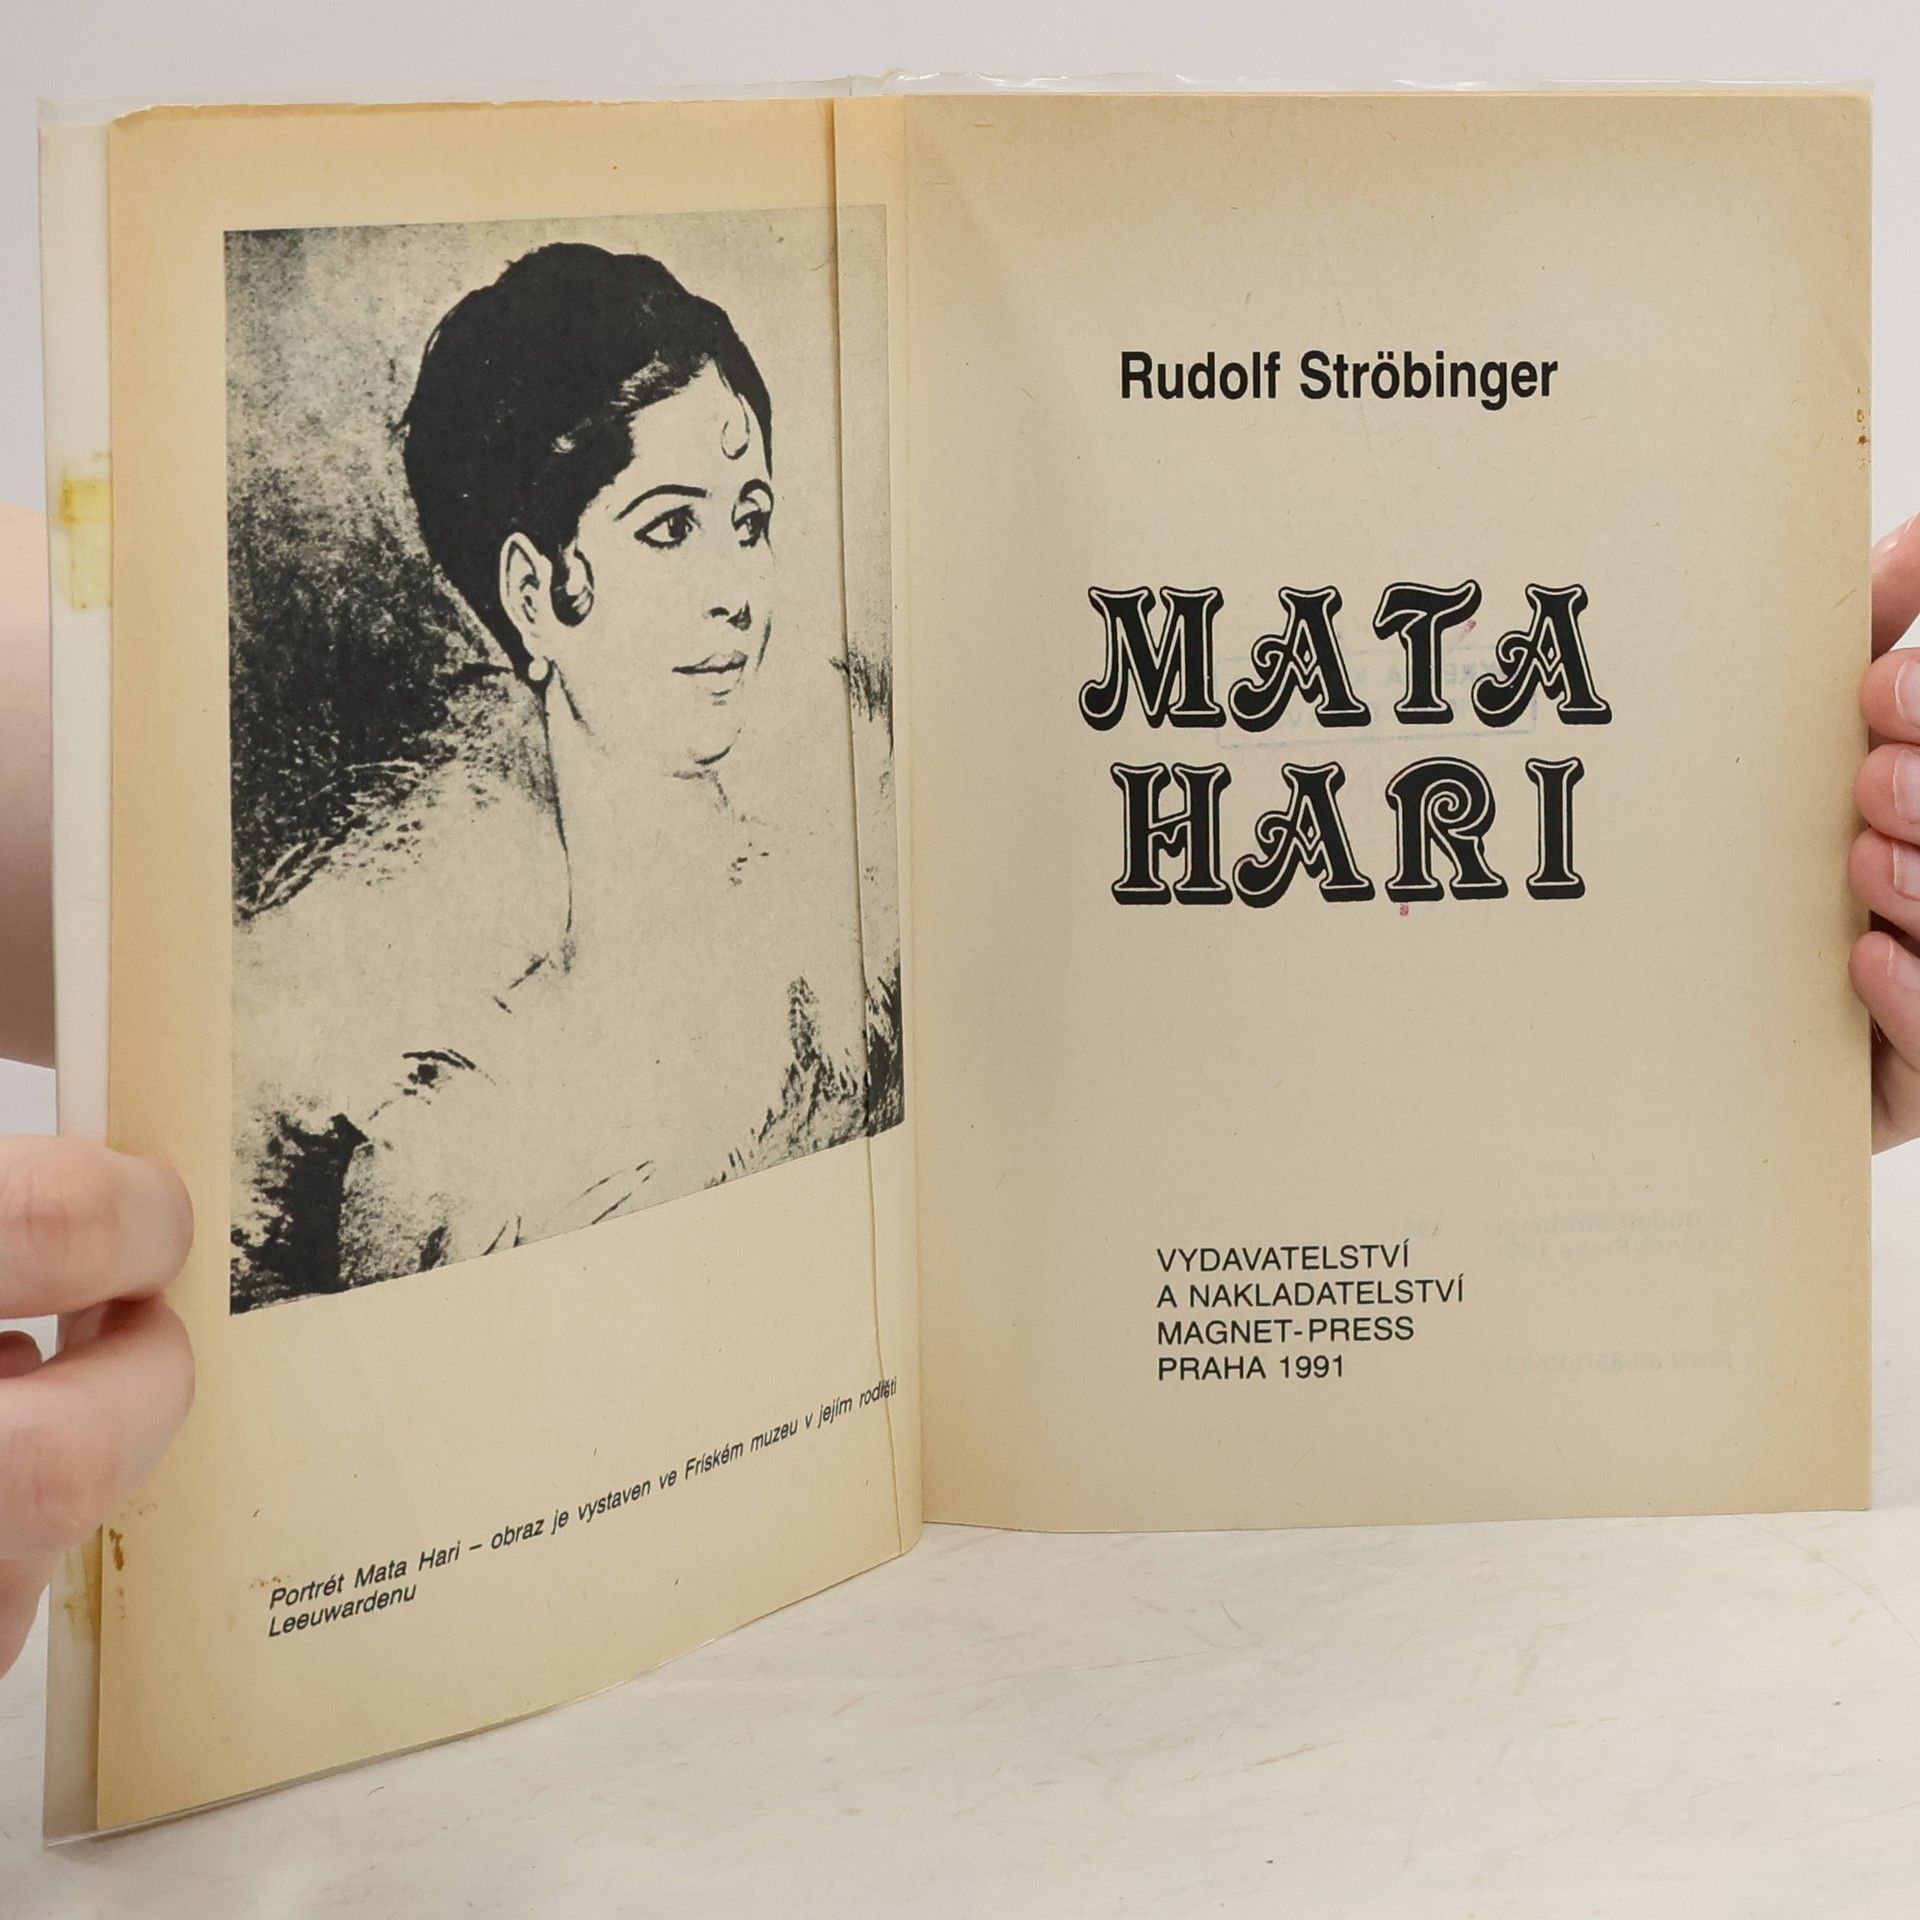 Portrét Mata Hari – obraz je vystaven ve Fríském muzeu v jejím rodišti
Leeuwardenu
Rudolf Ströbinger
MATA
HARI
VYDAVATELSTVÍ
A NAKLADATELSTVÍ
MAGNET-PRESS
PRAHA 1991